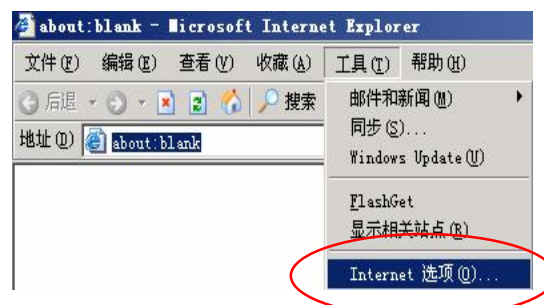 about:blank - Microsoft Internet Explorer
文件(F) 编辑(E) 查看(V) 收藏(A) 工具(T) 帮助(H)
后退 搜索
地址(D) about:blank
邮件和新闻(M)
同步(S)...
Windows Update(U)
FlashGet
显示相关站点(R)
Internet 选项(O)...